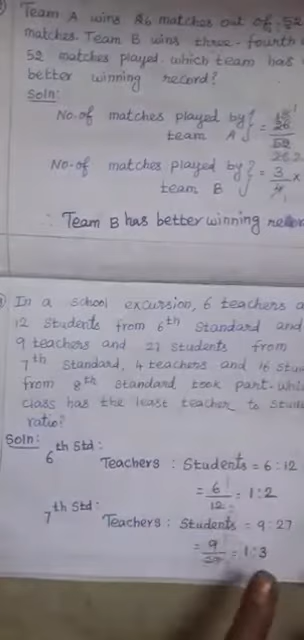 Team A wins 26 matches out of 52
matches. Team B wins three-fourth
52 matches played. which team has
better winning record?
Soln:
No.of matches played by
team A =
52
No.of matches played by
team B = 3 x
4
∴ Team B has better winning
In a school excursion, 6 teachers
12 students from 6th standard and
9 teachers and 27 students from
7th standard, 4 teachers and 16
from 8th standard took part.
class has the least teacher to
ratio?
Soln:
6th Std:
Teachers : Students = 6:12
= 6/12 = 1:2
7th Std:
Teachers : Students = 9:27
= 9/27 = 1:3